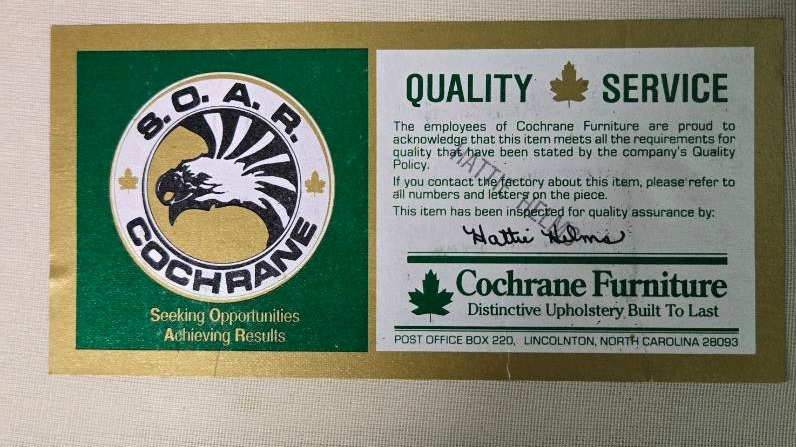 S.O.A.R.
COCHRANE
Seeking Opportunities
Achieving Results
QUALITY SERVICE
The employees of Cochrane Furniture are proud to
acknowledge that this item meets all the requirements for
quality that have been stated by the company's Quality
Policy.
If you contact the factory about this item, please refer to
all numbers and letters on the piece.
This item has been inspected for quality assurance by:
HATTIE HELMS
Hattie Helms
Cochrane Furniture
Distinctive Upholstery Built To Last
POST OFFICE BOX 220, LINCOLNTON, NORTH CAROLINA 28093